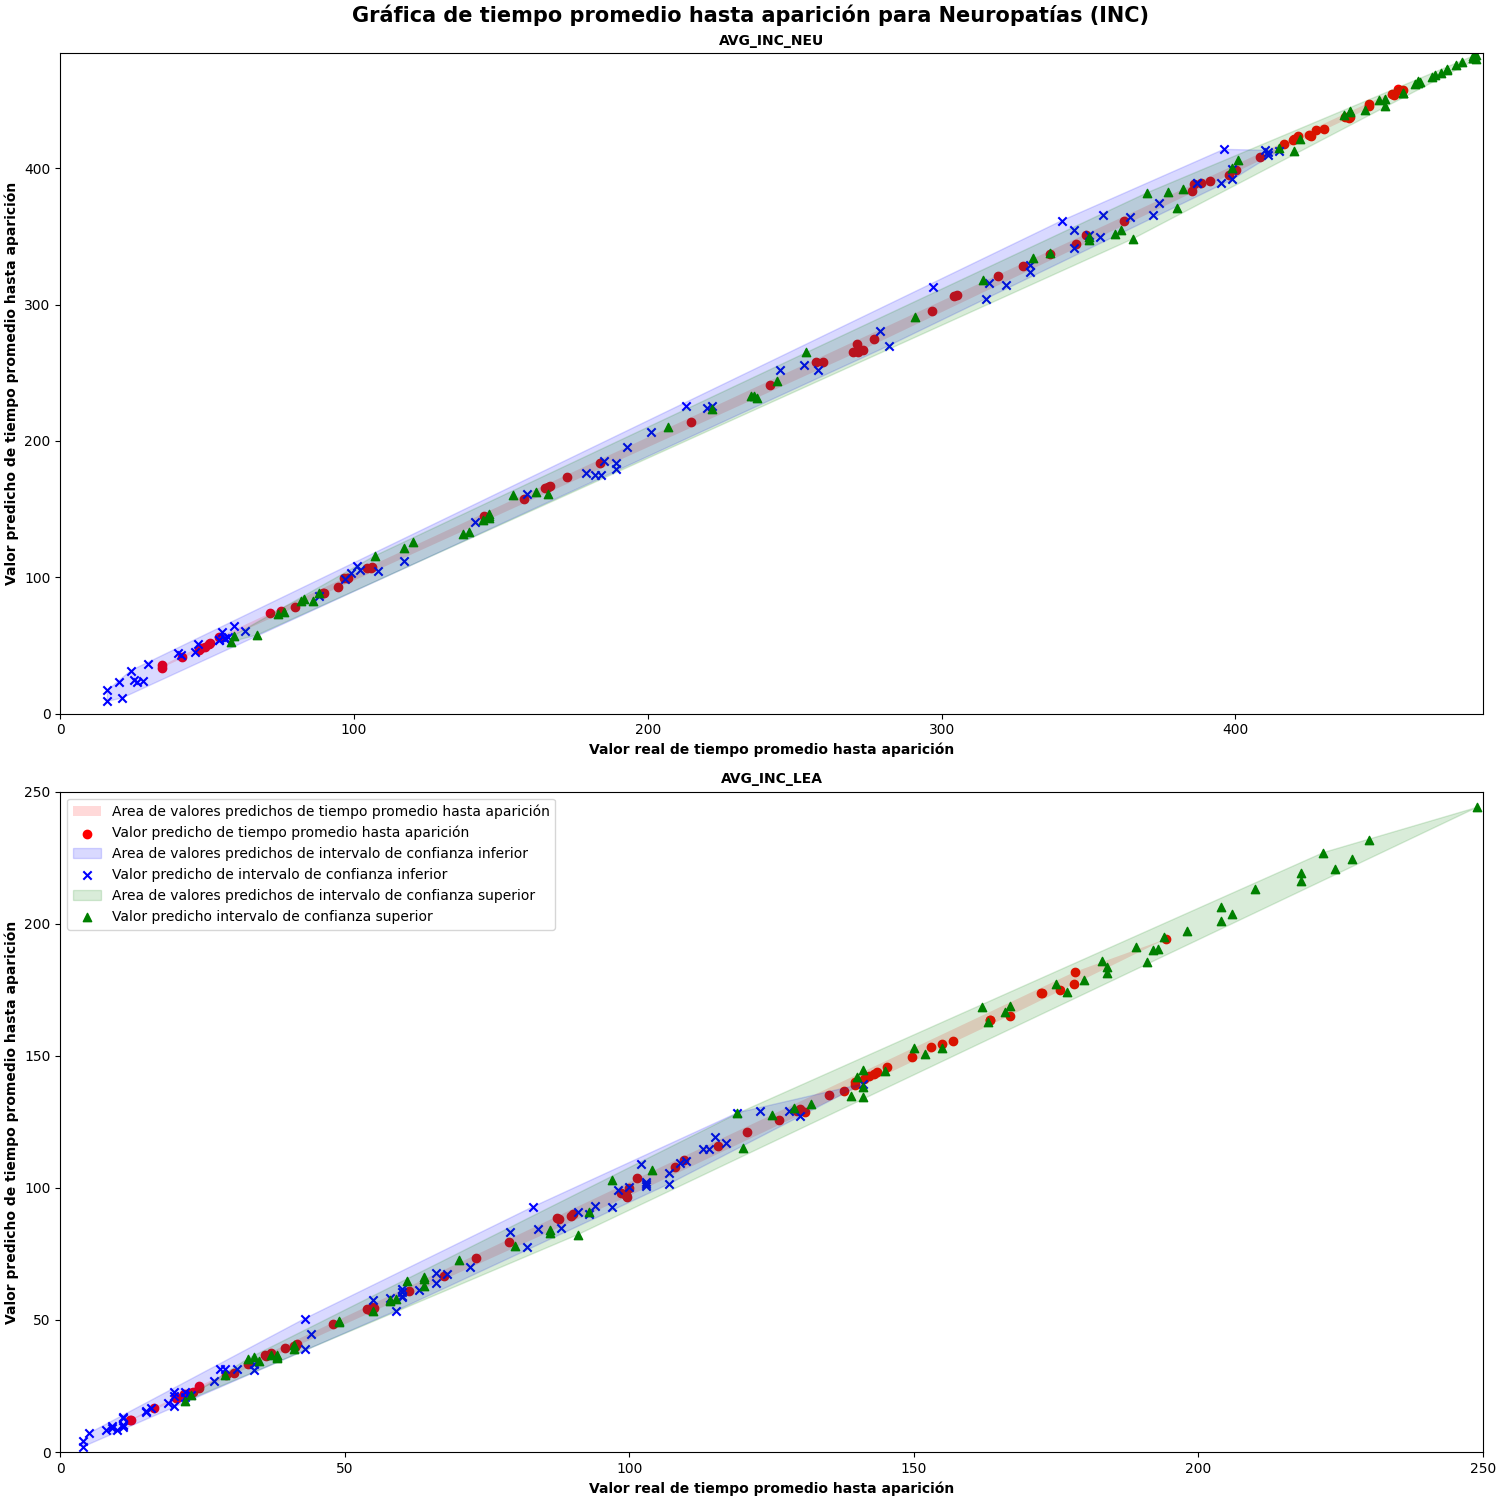 Gráfica de tiempo promedio hasta aparición para Neuropatías (INC)
AVG_INC_NEU
Valor predicho de tiempo promedio hasta aparición
400
300
200
100
0
0 100 200 300 400
Valor real de tiempo promedio hasta aparición
AVG_INC_LEA
Valor predicho de tiempo promedio hasta aparición
250
200
150
100
50
0
Area de valores predichos de tiempo promedio hasta aparición
Valor predicho de tiempo promedio hasta aparición
Area de valores predichos de intervalo de confianza inferior
Valor predicho de intervalo de confianza inferior
Area de valores predichos de intervalo de confianza superior
Valor predicho intervalo de confianza superior
0 50 100 150 200 250
Valor real de tiempo promedio hasta aparición